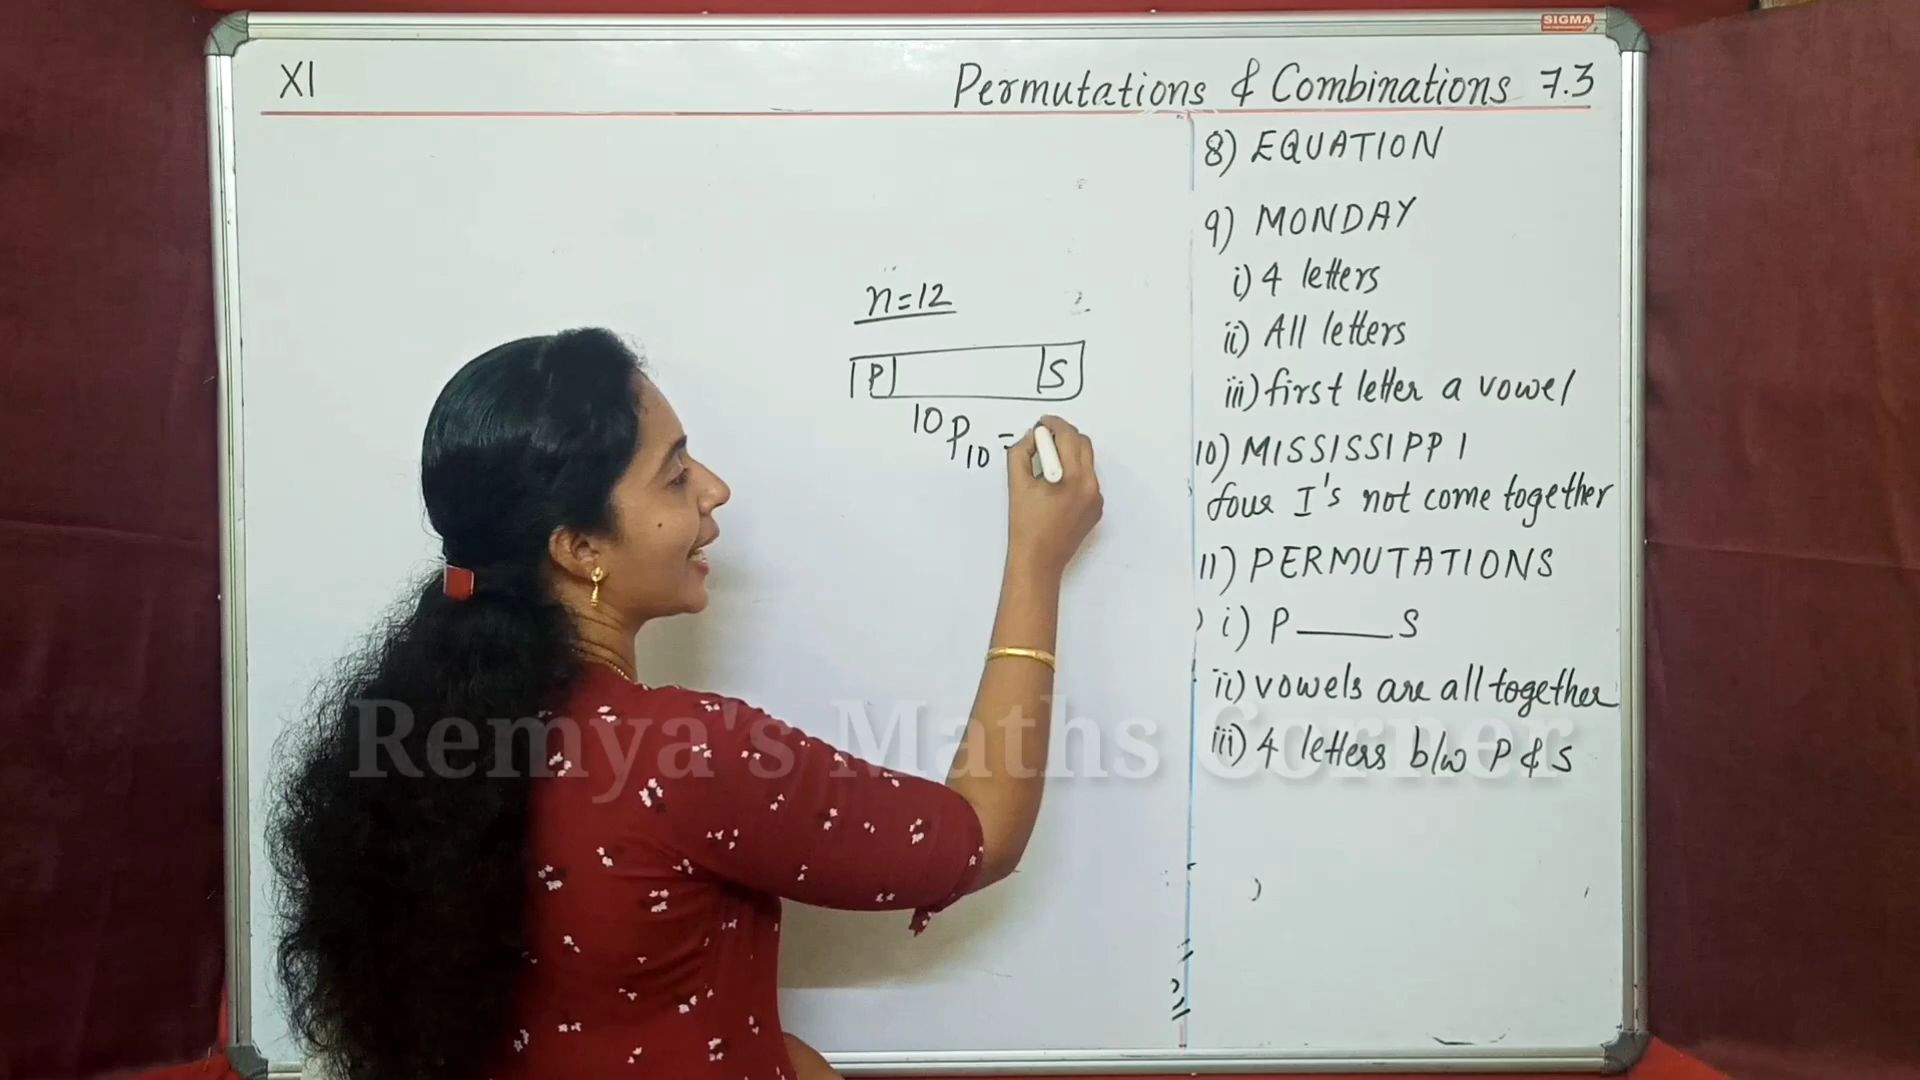 SIGMA
XI
Permutations & Combinations 7.3
n=12
P S
10P10 =
8) EQUATION
9) MONDAY
i) 4 letters
ii) All letters
iii) first letter a vowel
10) MISSISSIPPI
four I's not come together
11) PERMUTATIONS
i) P ____ S
ii) vowels are all together
iii) 4 letters b/w P & S
Remya's Maths Corner